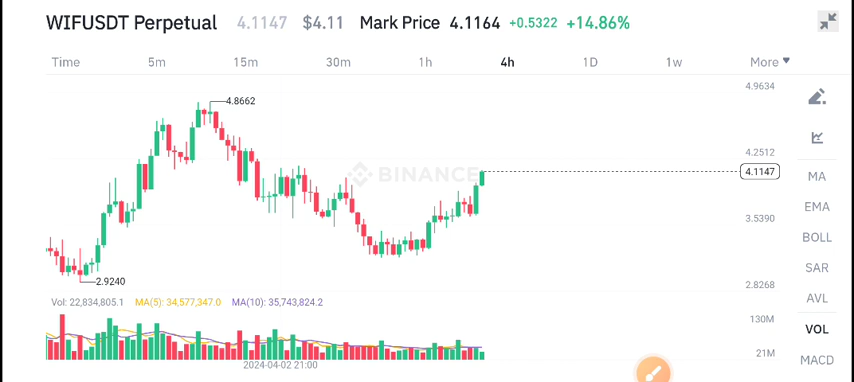 WIFUSDT Perpetual 4.1147 $4.11 Mark Price 4.1164 +0.5322 +14.86%
Time 5m 15m 30m 1h 4h 1D 1w More
4.9634
4.8662
4.2512
BINANCE
4.1147
MA
EMA
3.5390
BOLL
SAR
2.9240
2.8268
AVL
Vol: 22,834,805.1 MA(5): 34,577,347.0 MA(10): 35,743,824.2
130M
VOL
21M
MACD
2024-04-02 21:00